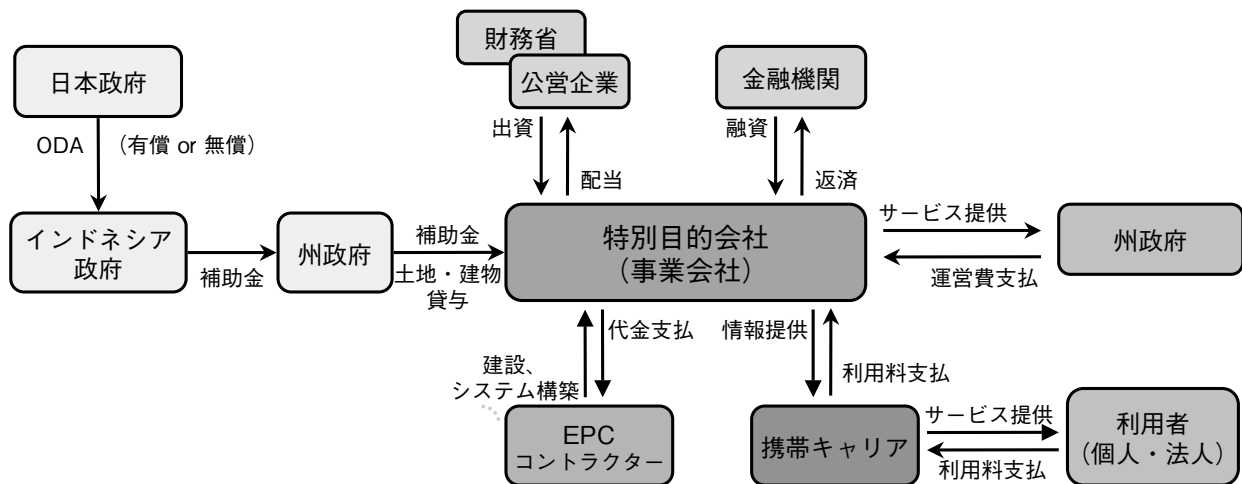 財務省
公営企業
金融機関
日本政府
ODA （有償 or 無償）
出資
配当
融資
返済
インドネシア
政府
補助金
州政府
補助金
土地・建物
貸与
特別目的会社
（事業会社）
サービス提供
運営費支払
州政府
代金支払
建設、
システム構築
情報提供
利用料支払
EPC
コントラクター
携帯キャリア
サービス提供
利用料支払
利用者
（個人・法人）